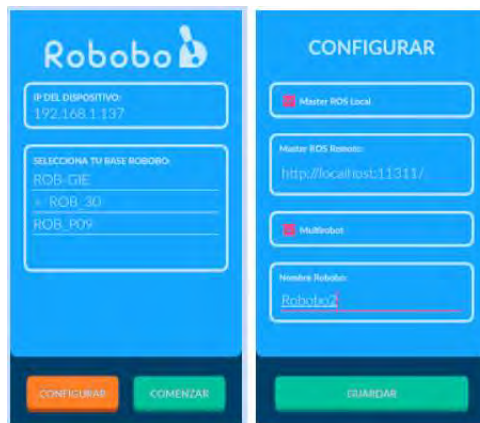 Robobo
IP DEL DISPOSITIVO:
192.168.1.137
SELECCIONA TU BASE ROBOBO:
ROB-GIE
> ROB_30
ROB_P09
CONFIGURAR
COMENZAR
CONFIGURAR
Master ROS Local
Master ROS Remoto:
http://localhost:11311/
Multirobot
Nombre Robobo:
Robobo2
GUARDAR